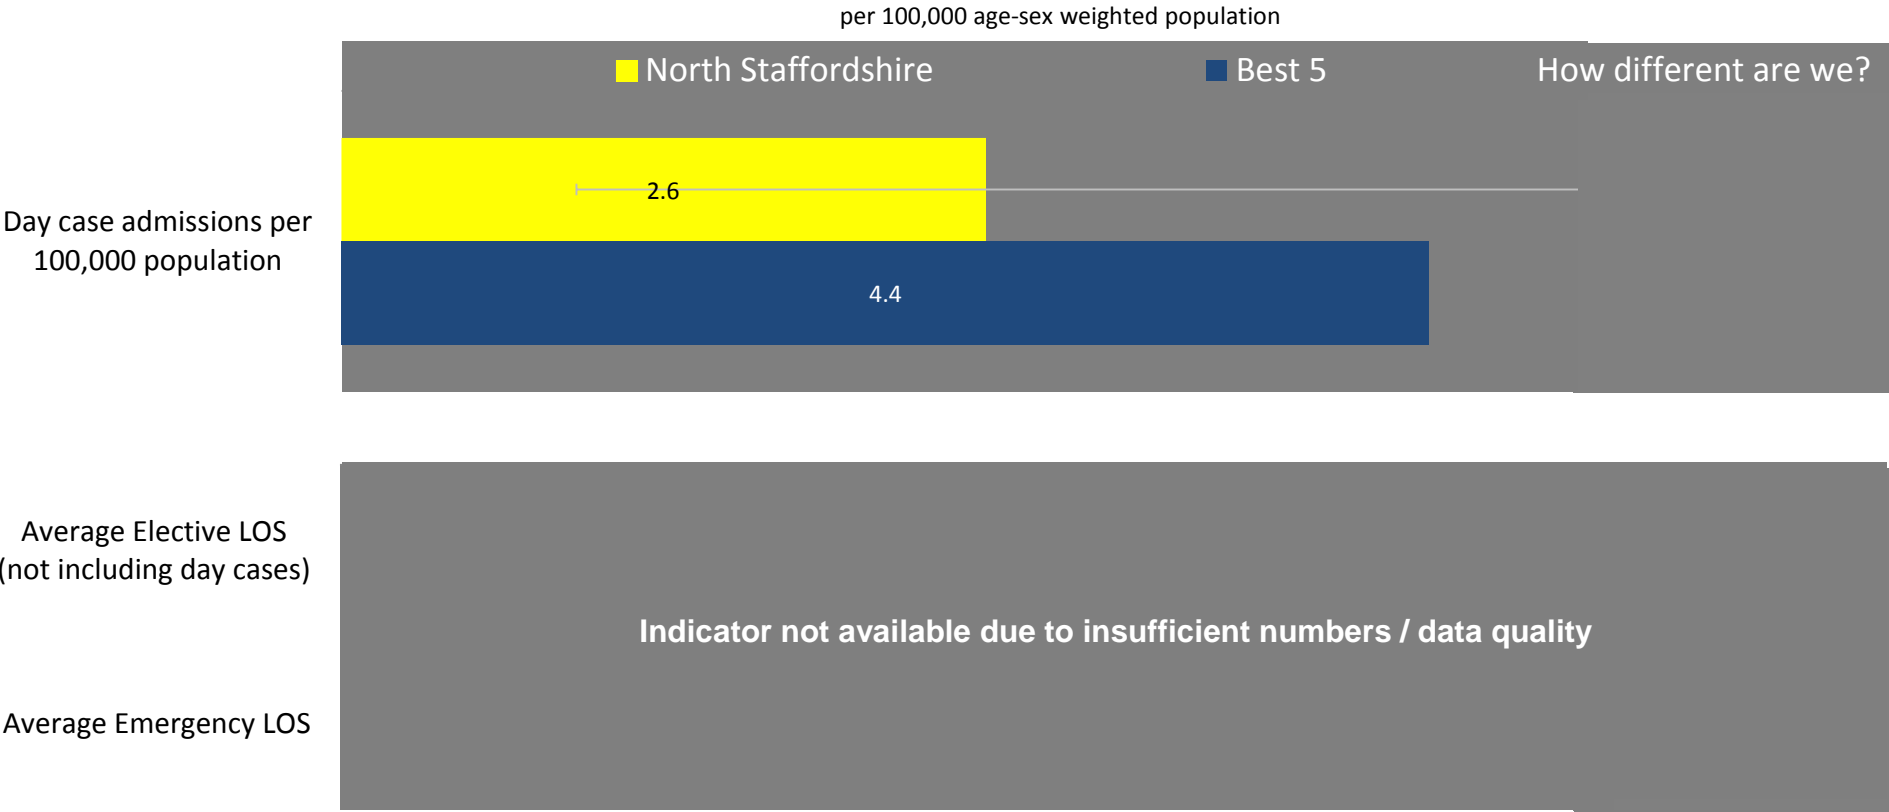 per 100,000 age-sex weighted population
North Staffordshire Best 5 How different are we?
2.6
Day case admissions per
100,000 population
4.4
Average Elective LOS
(not including day cases)
Indicator not available due to insufficient numbers / data quality
Average Emergency LOS